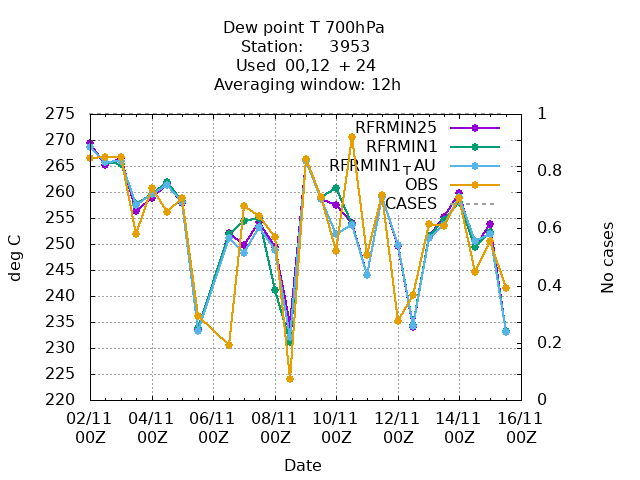 Dew point T 700hPa
Station: 3953
Used 00,12 + 24
Averaging window: 12h
RFRMIN25
RFRMIN1
RFRMIN1_TAU
OBS
CASES
275
270
265
260
255
250
245
240
235
230
225
220
deg C
1
0.8
0.6
0.4
0.2
0
No cases
02/11 04/11 06/11 08/11 10/11 12/11 14/11 16/11
00Z 00Z 00Z 00Z 00Z 00Z 00Z 00Z
Date